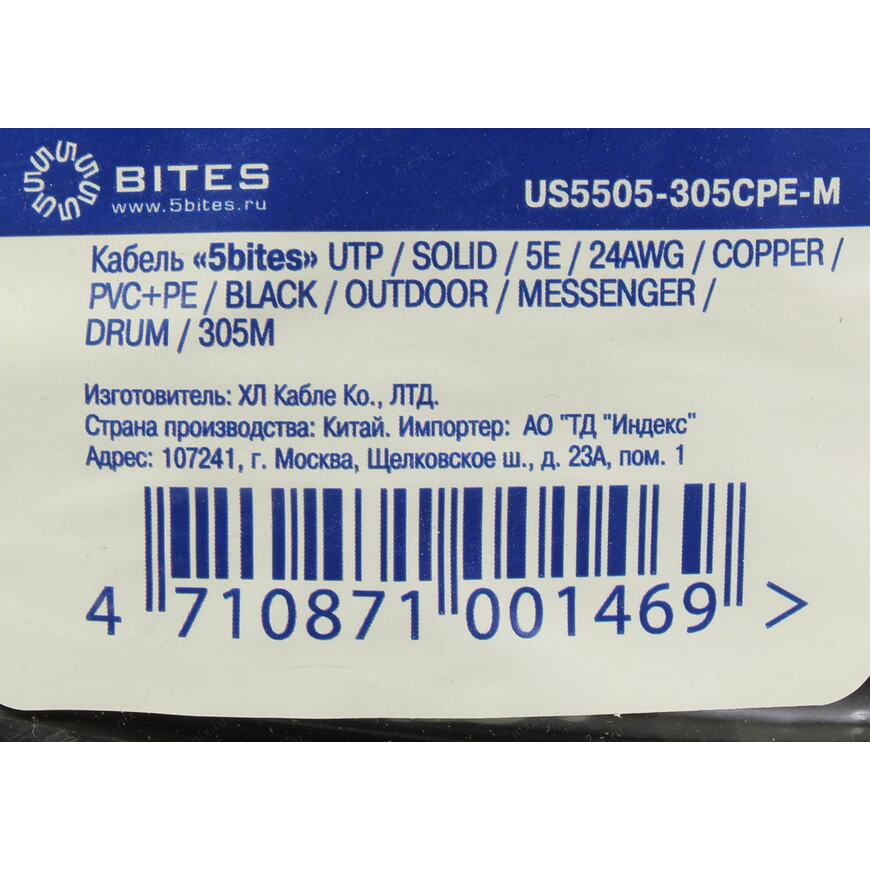 BITES
www.5bites.ru
US5505-305CPE-M
Кабель «5bites» UTP / SOLID / 5E / 24AWG / COPPER /
PVC+PE / BLACK / OUTDOOR / MESSENGER /
DRUM / 305M
Изготовитель: ХЛ Кабле Ко., ЛТД.
Страна производства: Китай. Импортер: АО "ТД "Индекс"
Адрес: 107241, г. Москва, Щелковское ш., д. 23А, пом. 1
4 710871 001469 >